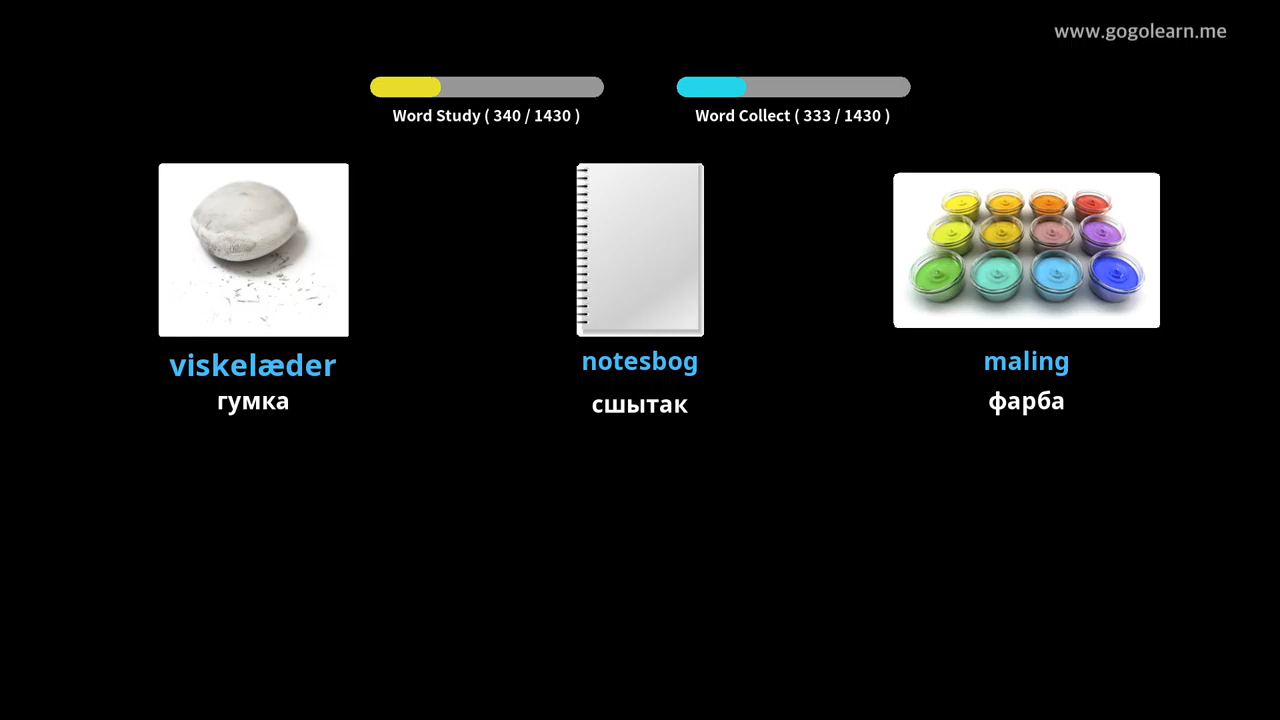 www.gogolearn.me
Word Study ( 340 / 1430 )
Word Collect ( 333 / 1430 )
viskelæder
гумка
notesbog
сшытак
maling
фарба